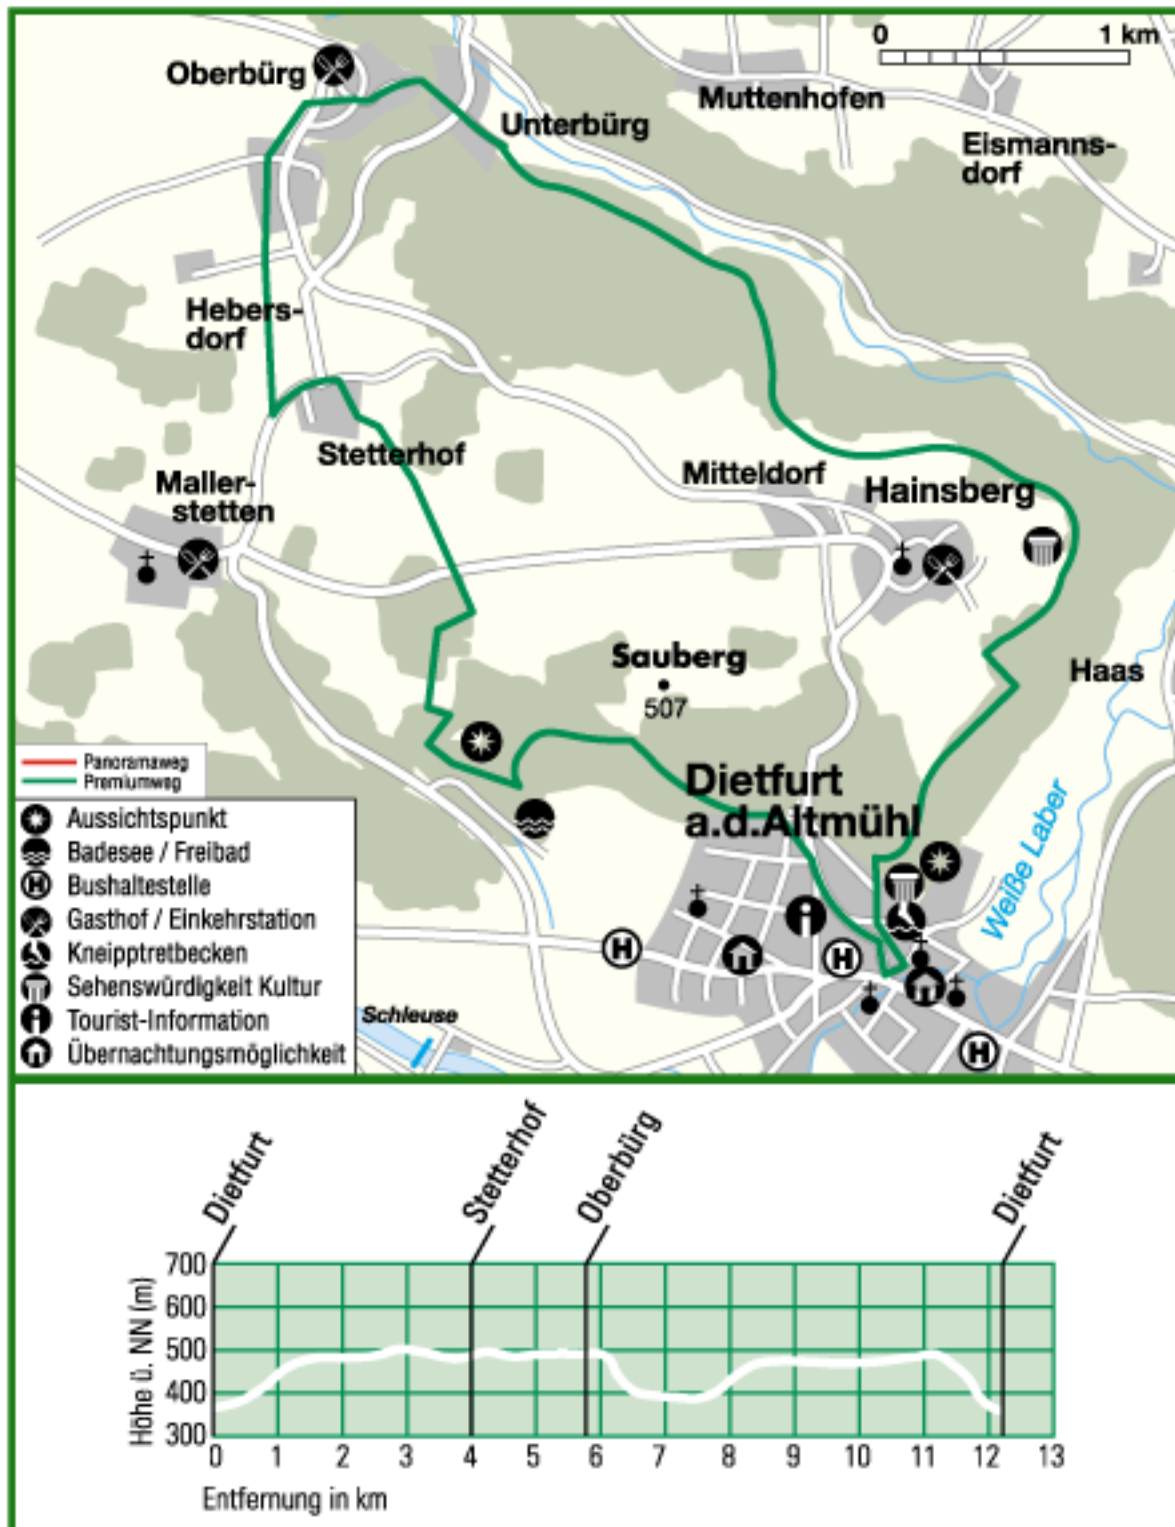 0 1 km
Oberbürg
Muttenhofen
Unterbürg
Eismanns-
dorf
Hebers-
dorf
Stetterhof
Mitteldorf
Maller-
stetten
Hainsberg
Sauberg
507
Haas
Panoramaweg
Premiumweg
Dietfurt
a.d.Altmühl
Weiße Laber
Aussichtspunkt
Badesee / Freibad
H Bushaltestelle
Gasthof / Einkehrstation
Kneipptretbecken
Sehenswürdigkeit Kultur
i Tourist-Information
Übernachtungsmöglichkeit
H
i
H
H
Schleuse
Dietfurt
Stetterhof
Oberbürg
Dietfurt
Höhe ü. NN (m)
700
600
500
400
300
0 1 2 3 4 5 6 7 8 9 10 11 12 13
Entfernung in km